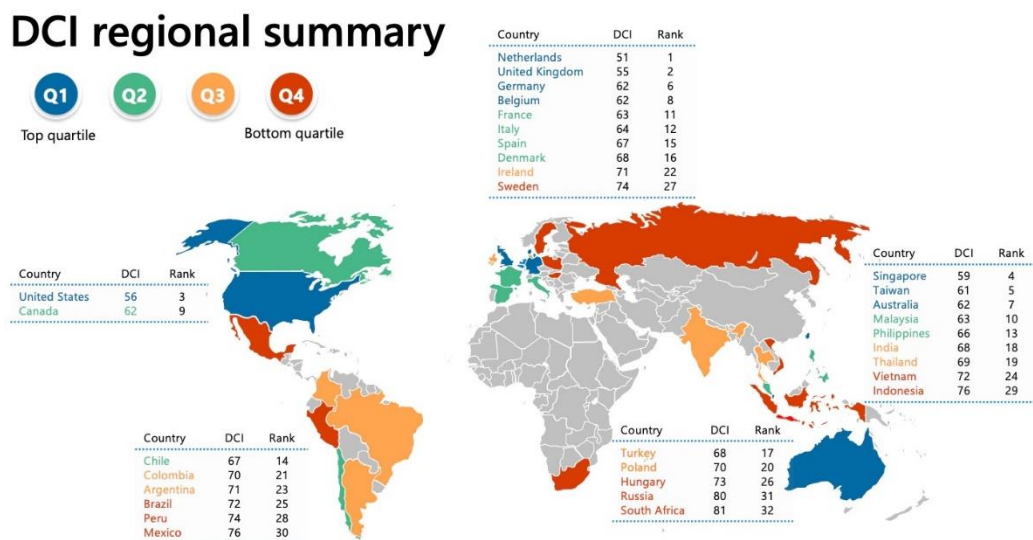 DCI regional summary
Q1 Q2 Q3 Q4
Top quartile Bottom quartile
Country DCI Rank
Netherlands 51 1
United Kingdom 55 2
Germany 62 6
Belgium 62 8
France 63 11
Italy 64 12
Spain 67 15
Denmark 68 16
Ireland 71 22
Sweden 74 27
Country DCI Rank
United States 56 3
Canada 62 9
Country DCI Rank
Singapore 59 4
Taiwan 61 5
Australia 62 7
Malaysia 63 10
Philippines 66 13
India 68 18
Thailand 69 19
Vietnam 72 24
Indonesia 76 29
Country DCI Rank
Chile 67 14
Colombia 70 21
Argentina 71 23
Brazil 72 25
Peru 74 28
Mexico 76 30
Country DCI Rank
Turkey 68 17
Poland 70 20
Hungary 73 26
Russia 80 31
South Africa 81 32